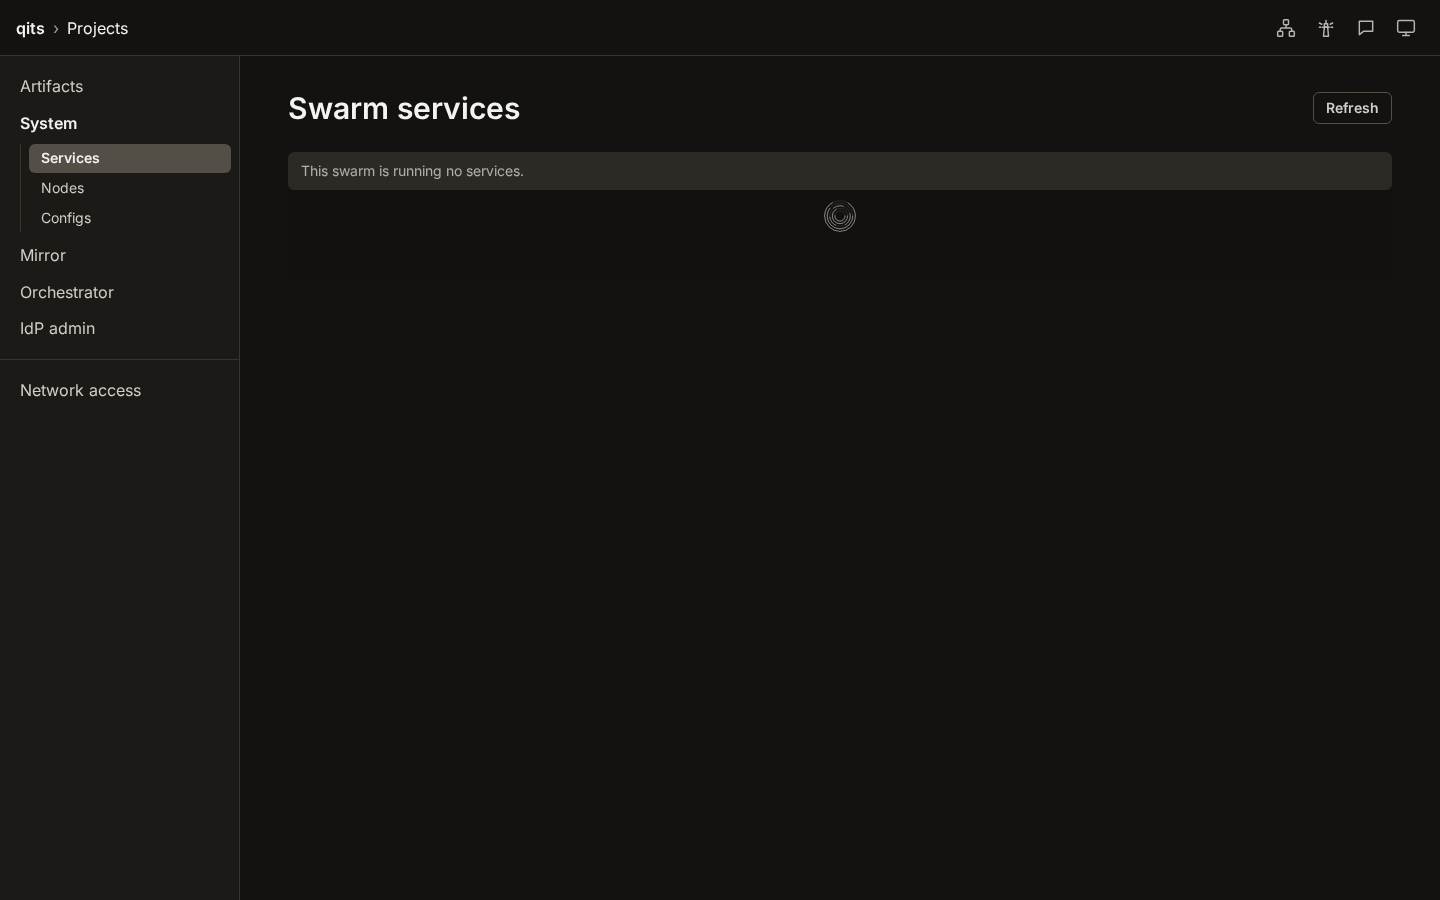 qits › Projects
Artifacts
System
Services
Nodes
Configs
Mirror
Orchestrator
IdP admin
Network access
Swarm services
Refresh
This swarm is running no services.